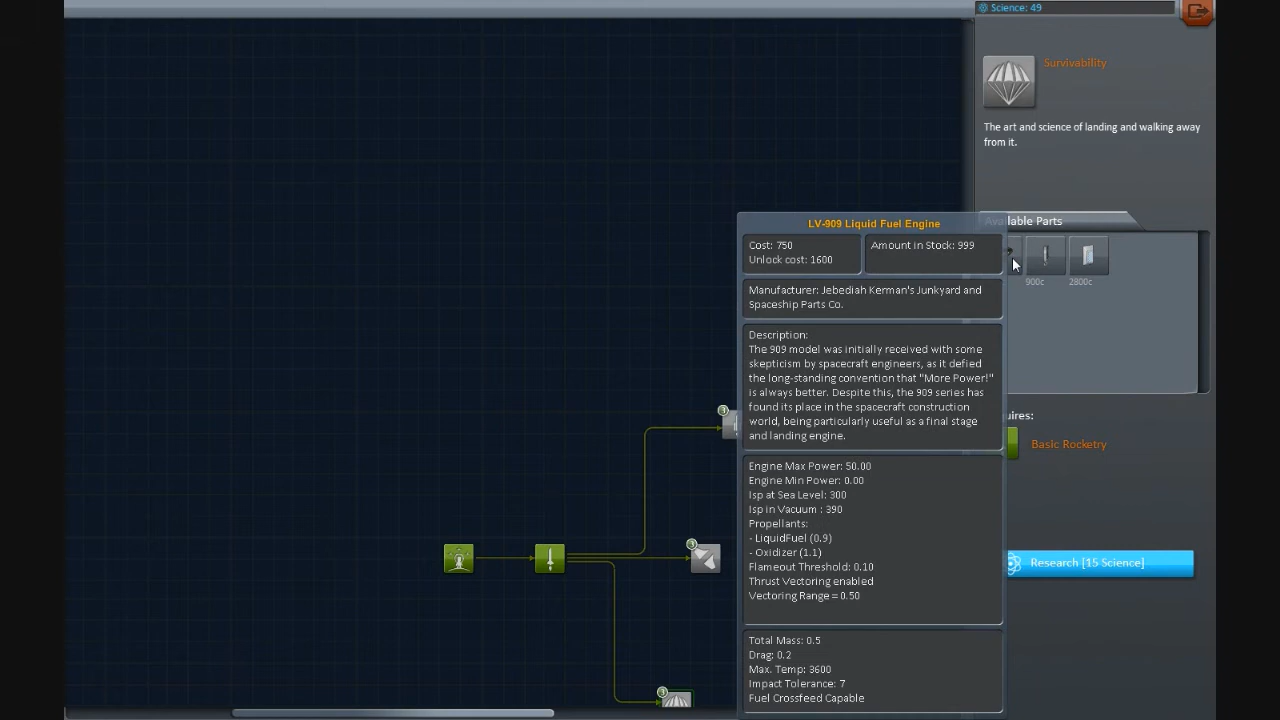 Science: 49
Survivability
The art and science of landing and walking away
from it.
Available Parts
900c
2800c
LV-909 Liquid Fuel Engine
Cost: 750
Unlock cost: 1600
Amount in Stock: 999
Manufacturer: Jebediah Kerman's Junkyard and
Spaceship Parts Co.
Description:
The 909 model was initially received with some
skepticism by spacecraft engineers, as it defied
the long-standing convention that "More Power!"
is always better. Despite this, the 909 series has
found its place in the spacecraft construction
world, being particularly useful as a final stage
and landing engine.
Engine Max Power: 50.00
Engine Min Power: 0.00
Isp at Sea Level: 300
Isp in Vacuum : 390
Propellants:
- LiquidFuel (0.9)
- Oxidizer (1.1)
Flameout Threshold: 0.10
Thrust Vectoring enabled
Vectoring Range = 0.50
Total Mass: 0.5
Drag: 0.2
Max. Temp: 3600
Impact Tolerance: 7
Fuel Crossfeed Capable
uires:
Basic Rocketry
Research [15 Science]
3
3
3